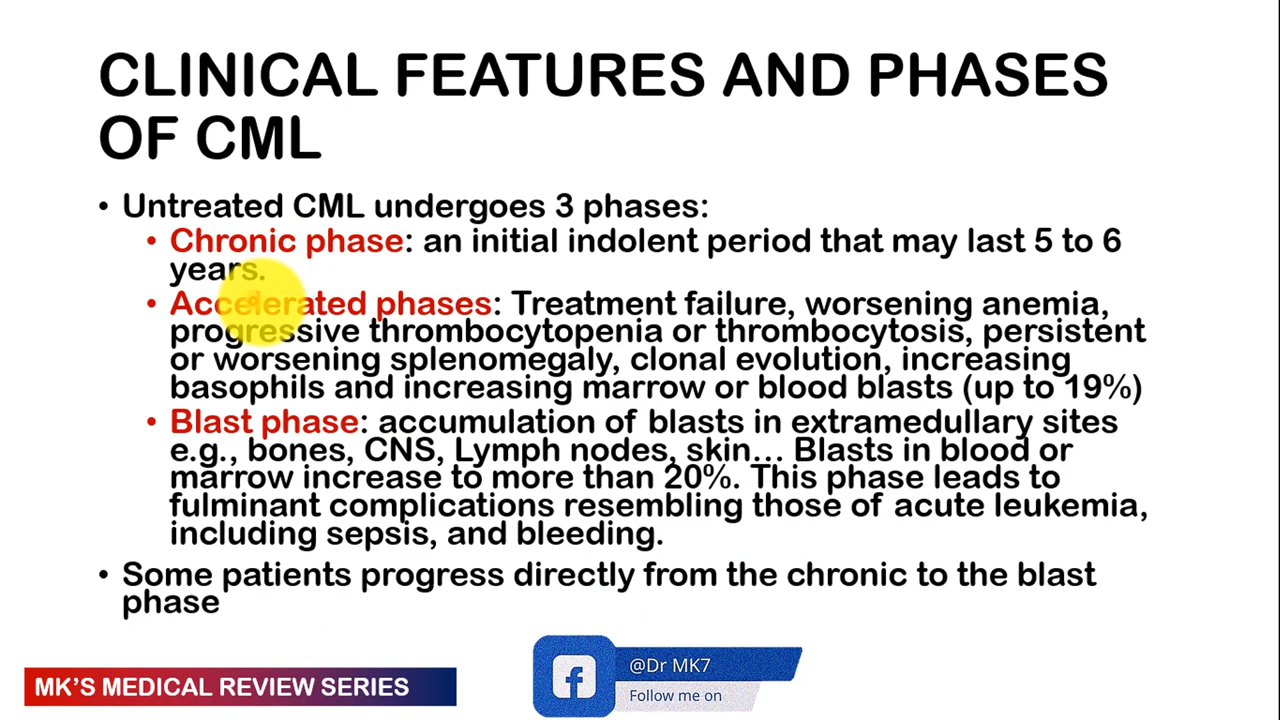 CLINICAL FEATURES AND PHASES
OF CML
• Untreated CML undergoes 3 phases:
• Chronic phase: an initial indolent period that may last 5 to 6
years.
• Accelerated phases: Treatment failure, worsening anemia,
progressive thrombocytopenia or thrombocytosis, persistent
or worsening splenomegaly, clonal evolution, increasing
basophils and increasing marrow or blood blasts (up to 19%)
• Blast phase: accumulation of blasts in extramedullary sites
e.g., bones, CNS, Lymph nodes, skin... Blasts in blood or
marrow increase to more than 20%. This phase leads to
fulminant complications resembling those of acute leukemia,
including sepsis, and bleeding.
• Some patients progress directly from the chronic to the blast
phase
MK'S MEDICAL REVIEW SERIES
@Dr MK7
Follow me on